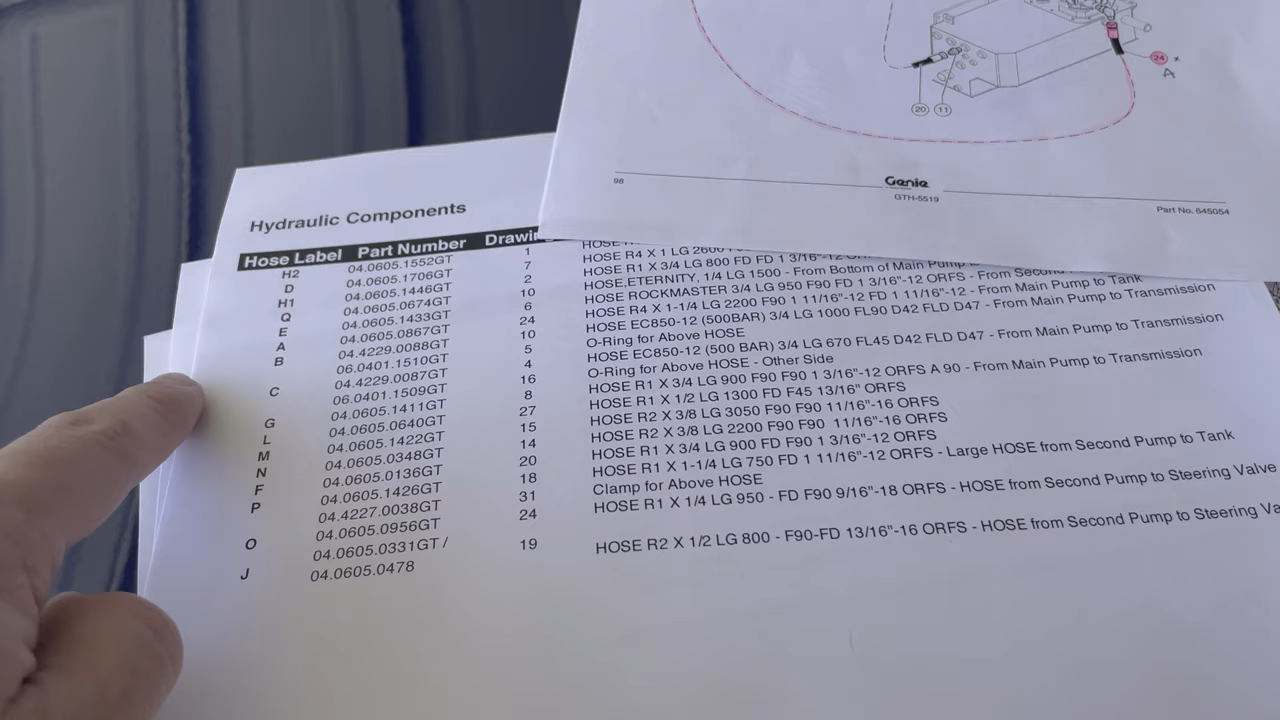 20 11 24 x
A
98 Genie
GTH-5519
Part No. 645054
Hydraulic Components
Hose Label Part Number
H2 04.0605.1552GT 1 HOSE
D 04.0605.1706GT 7 HOSE R4 X 1 LG 2600
H1 04.0605.1446GT 2 HOSE R1 X 3/4 LG 800 FD FD 1 3/16"-12
Q 04.0605.0674GT 10 HOSE,ETERNITY, 1/4 LG 1500 - From Bottom of Main Pump to
E 04.0605.1433GT 6 HOSE ROCKMASTER 3/4 LG 950 F90 FD 1 3/16"-12 ORFS - From Second Pump to Tank
A 04.0605.0867GT 24 HOSE R4 X 1-1/4 LG 2200 F90 1 11/16"-12 FD 1 11/16"-12 - From Main Pump to Tank
B 04.4229.0088GT 10 HOSE EC850-12 (500BAR) 3/4 LG 1000 FL90 D42 FLD D47 - From Main Pump to Transmission
06.0401.1510GT 5 O-Ring for Above HOSE
C 04.4229.0087GT 4 HOSE EC850-12 (500 BAR) 3/4 LG 670 FL45 D42 FLD D47 - From Main Pump to Transmission
06.0401.1509GT 16 O-Ring for Above HOSE - Other Side
G 04.0605.1411GT 8 HOSE R1 X 3/4 LG 900 F90 F90 1 3/16"-12 ORFS A 90 - From Main Pump to Transmission
L 04.0605.0640GT 27 HOSE R1 X 1/2 LG 1300 FD F45 13/16" ORFS
M 04.0605.1422GT 15 HOSE R2 X 3/8 LG 3050 F90 F90 11/16"-16 ORFS
N 04.0605.0348GT 14 HOSE R2 X 3/8 LG 2200 F90 F90 11/16"-16 ORFS
F 04.0605.0136GT 20 HOSE R1 X 3/4 LG 900 FD F90 1 3/16"-12 ORFS
P 04.0605.1426GT 18 HOSE R1 X 1-1/4 LG 750 FD 1 11/16"-12 ORFS - Large HOSE from Second Pump to Tank
04.4227.0038GT 31 Clamp for Above HOSE
O 04.0605.0956GT 24 HOSE R1 X 1/4 LG 950 - FD F90 9/16"-18 ORFS - HOSE from Second Pump to Steering Valve
J 04.0605.0331GT / 19 HOSE R2 X 1/2 LG 800 - F90-FD 13/16"-16 ORFS - HOSE from Second Pump to Steering
04.0605.0478